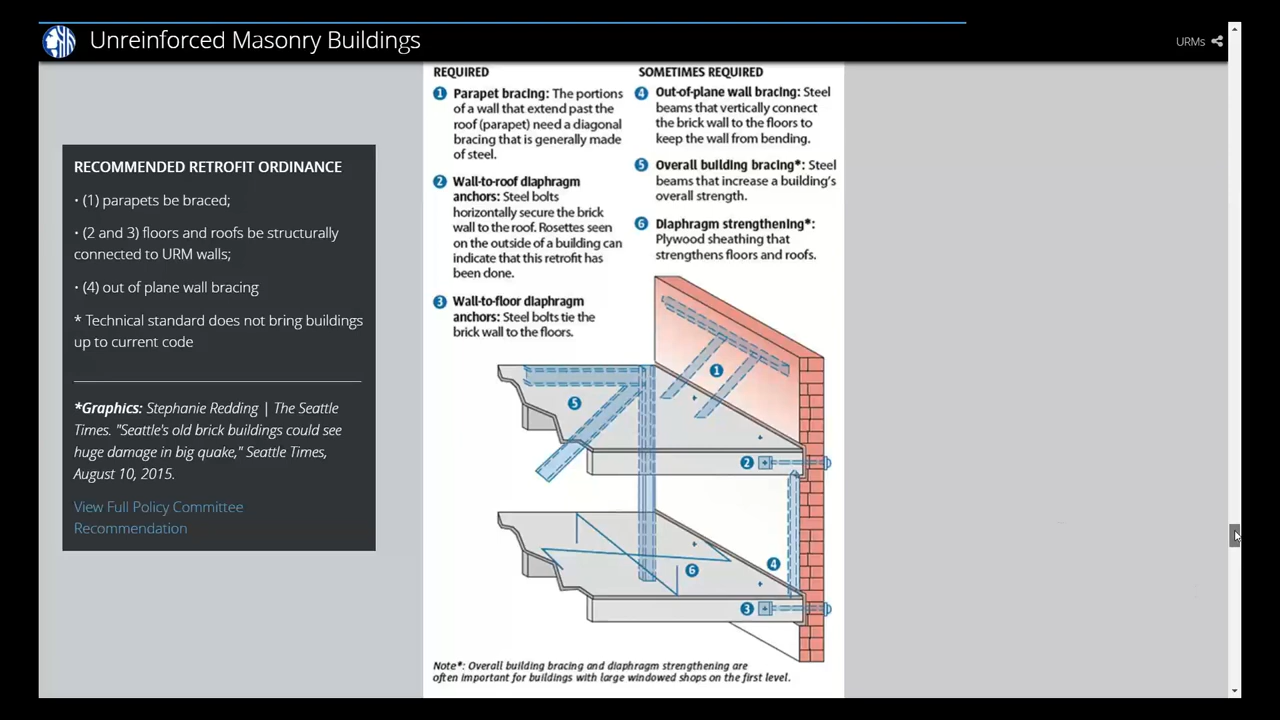 Unreinforced Masonry Buildings
URMs
RECOMMENDED RETROFIT ORDINANCE
• (1) parapets be braced;
• (2 and 3) floors and roofs be structurally
connected to URM walls;
• (4) out of plane wall bracing
* Technical standard does not bring buildings
up to current code
*Graphics: Stephanie Redding | The Seattle
Times. "Seattle's old brick buildings could see
huge damage in big quake," Seattle Times,
August 10, 2015.
View Full Policy Committee
Recommendation
REQUIRED
1 Parapet bracing: The portions
of a wall that extend past the
roof (parapet) need a diagonal
bracing that is generally made
of steel.
2 Wall-to-roof diaphragm
anchors: Steel bolts
horizontally secure the brick
wall to the roof. Rosettes seen
on the outside of a building can
indicate that this retrofit has
been done.
3 Wall-to-floor diaphragm
anchors: Steel bolts tie the
brick wall to the floors.
SOMETIMES REQUIRED
4 Out-of-plane wall bracing: Steel
beams that vertically connect
the brick wall to the floors to
keep the wall from bending.
5 Overall building bracing*: Steel
beams that increase a building's
overall strength.
6 Diaphragm strengthening*:
Plywood sheathing that
strengthens floors and roofs.
1
5
2
4
6
3
Note*: Overall building bracing and diaphragm strengthening are
often important for buildings with large windowed shops on the first level.